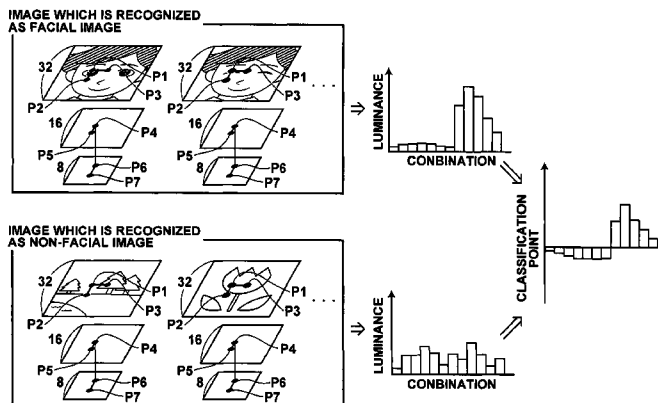 IMAGE WHICH IS RECOGNIZED
AS FACIAL IMAGE
32 P1 32 P1
P2 P3 P2 P3
16 P4 16 P4
P5 P5
8 P6 8 P6
P7 P7
LUMINANCE
CONBINATION
IMAGE WHICH IS RECOGNIZED
AS NON-FACIAL IMAGE
32 P1 32 P1
P2 P3 P2 P3
16 P4 16 P4
P5 P5
8 P6 8 P6
P7 P7
LUMINANCE
COMBINATION
CLASSIFICATION
POINT